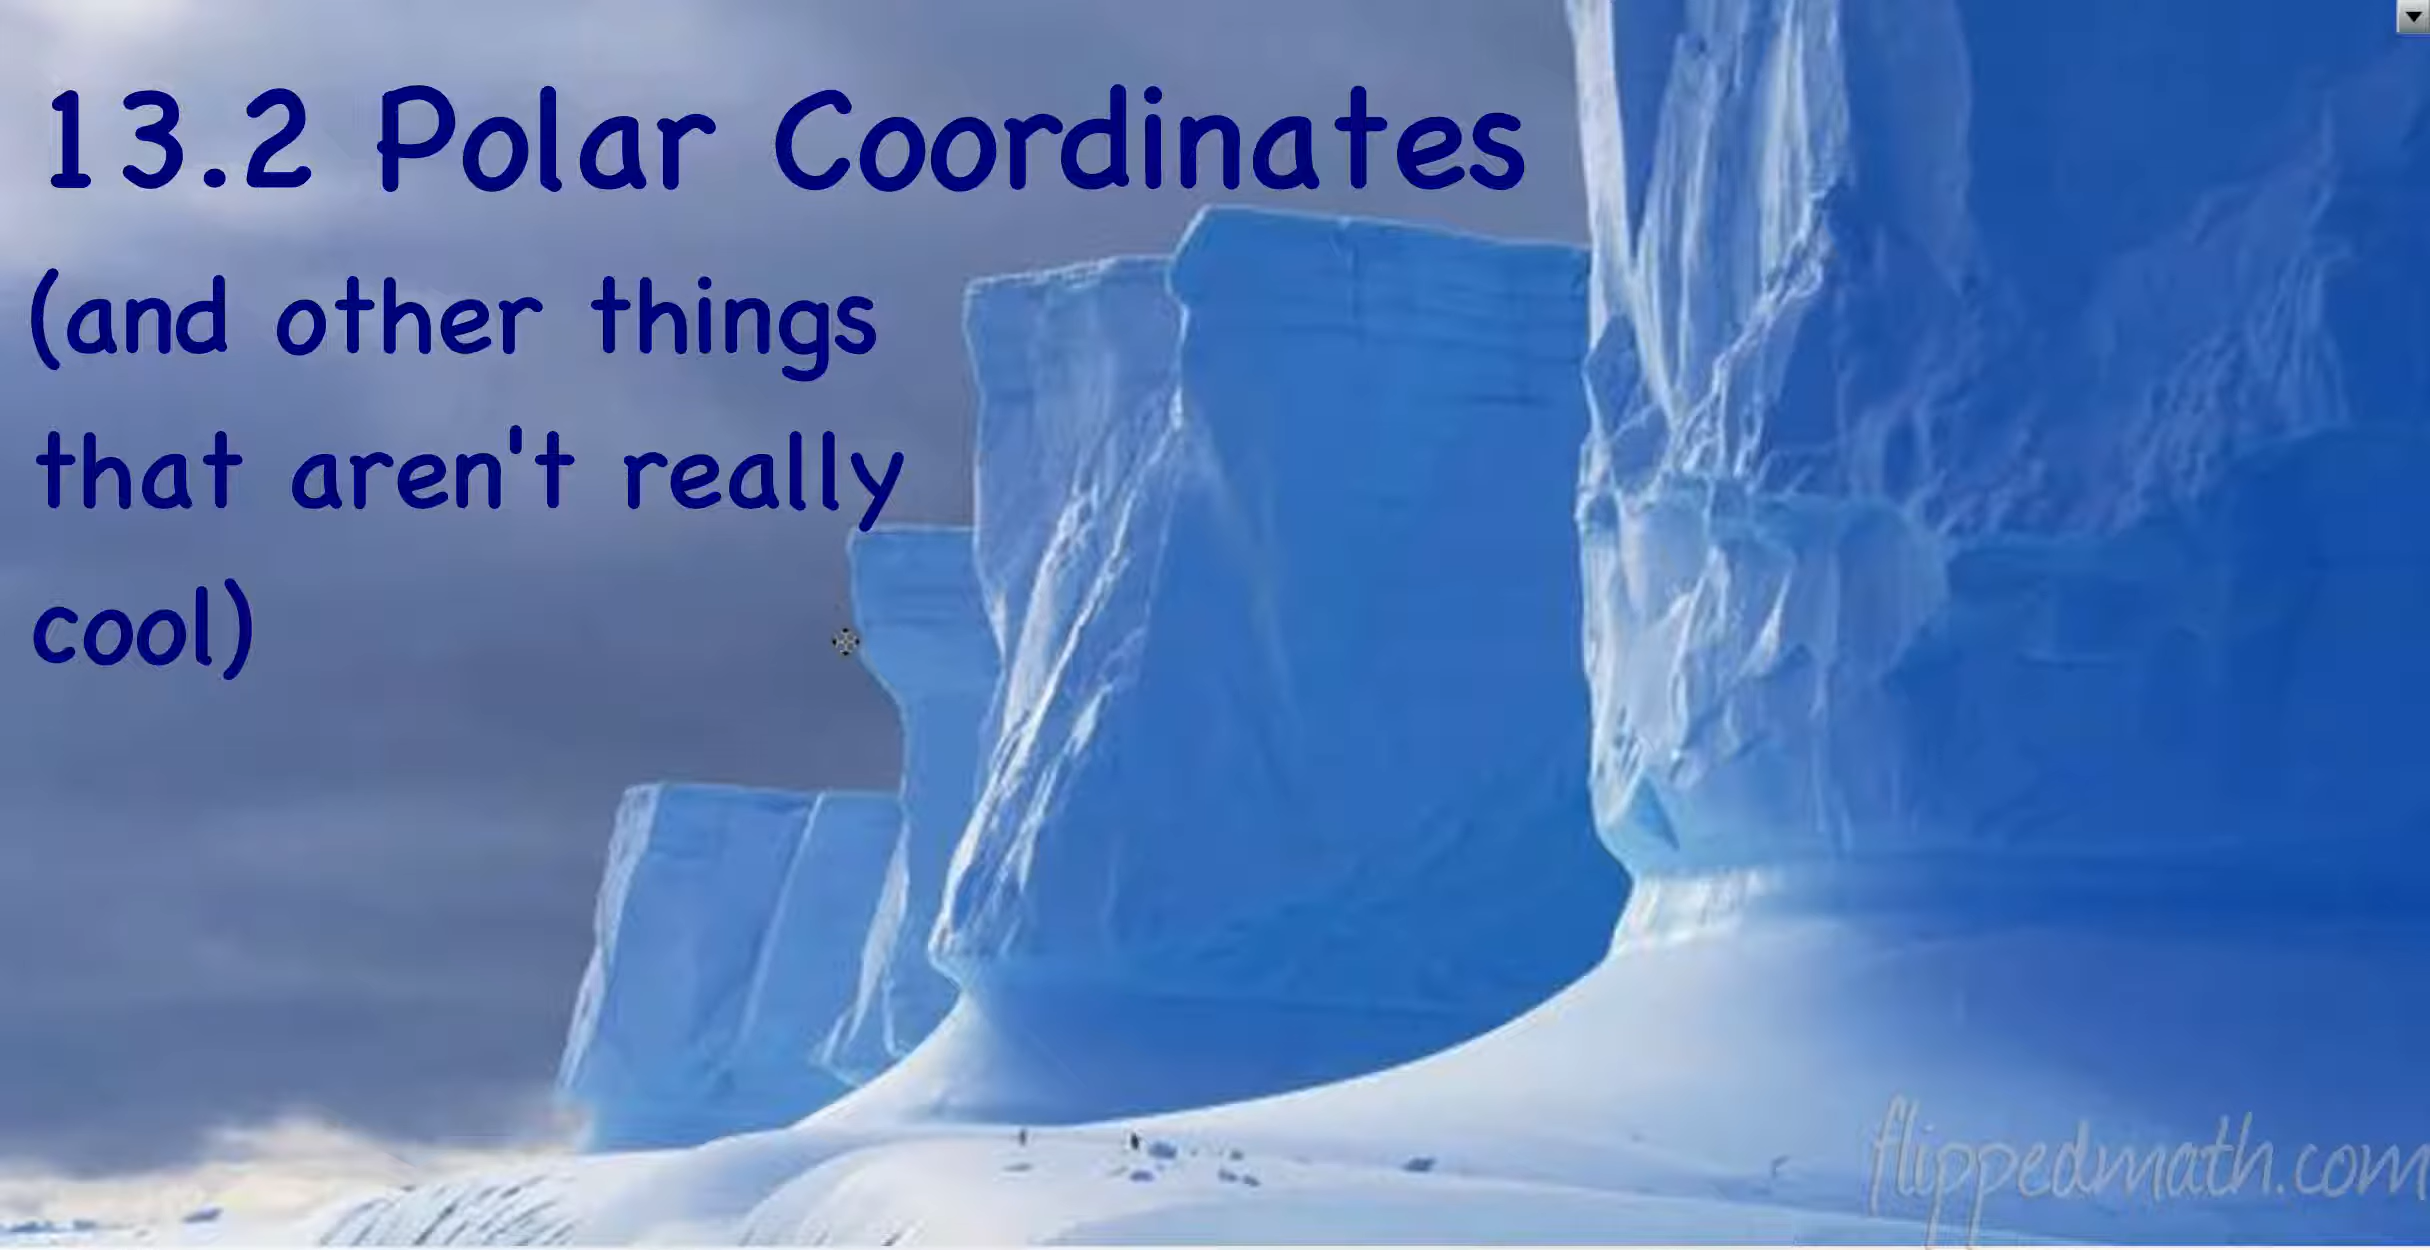 13.2 Polar Coordinates
(and other things
that aren't really
cool)
flippedmath.com